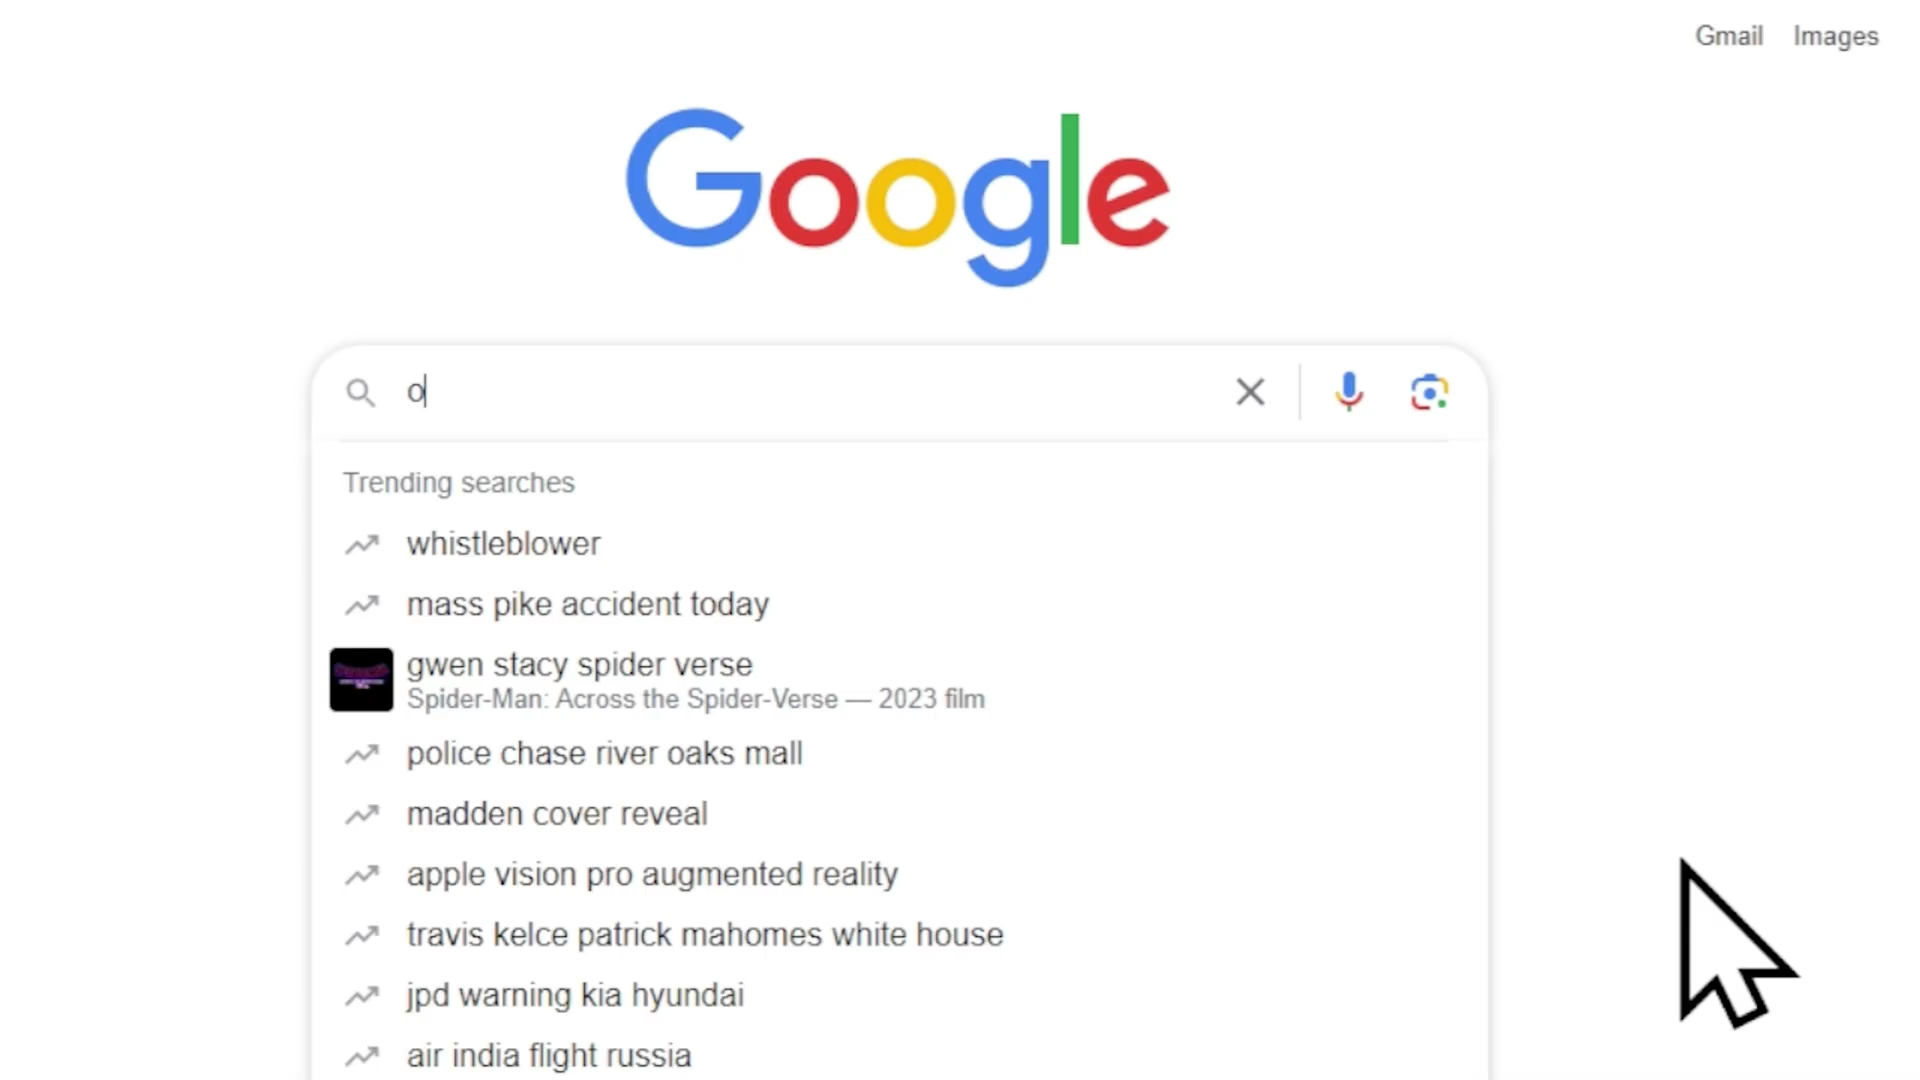 Gmail Images
Google
o
Trending searches
whistleblower
mass pike accident today
gwen stacy spider verse
Spider-Man: Across the Spider-Verse — 2023 film
police chase river oaks mall
madden cover reveal
apple vision pro augmented reality
travis kelce patrick mahomes white house
jpd warning kia hyundai
air india flight russia